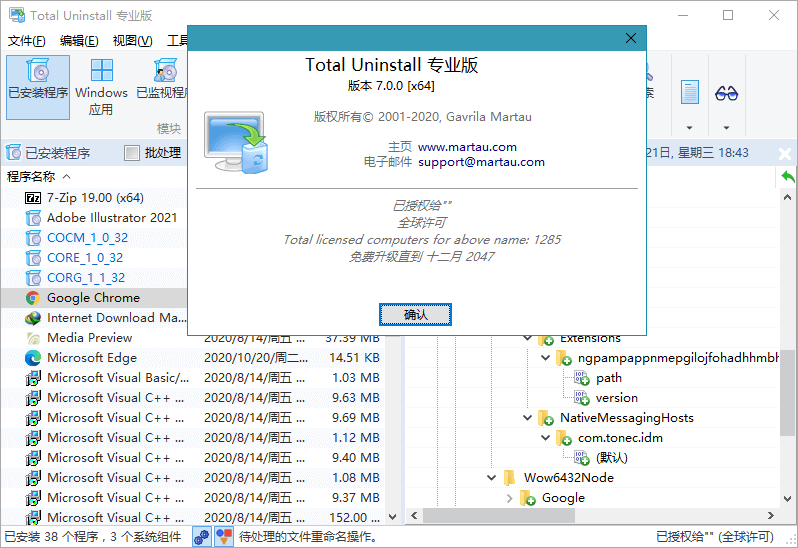 Total Uninstall 专业版
文件(F) 编辑(E) 视图(V) 工具
已安装程序 Windows 应用 已监视程序
模块
已安装程序 批处理 21日, 星期三 18:43
Total Uninstall 专业版
版本 7.0.0 [x64]
版权所有© 2001-2020, Gavrila Martau
主页 www.martau.com
电子邮件 support@martau.com
已授权给""
全球许可
Total licensed computers for above name: 1285
免费升级直到 十二月 2047
确认
程序名称
7-Zip 19.00 (x64)
Adobe Illustrator 2021
COCM_1_0_32
CORE_1_0_32
CORG_1_1_32
Google Chrome
Internet Download Ma...
Media Preview 2020/8/14/周五 ... 37.39 MB
Microsoft Edge 2020/10/20/周二... 14.51 KB
Microsoft Visual Basic/... 2020/8/14/周五 ... 1.03 MB
Microsoft Visual C++ ... 2020/8/14/周五 ... 9.63 MB
Microsoft Visual C++ ... 2020/8/14/周五 ... 9.69 MB
Microsoft Visual C++ ... 2020/8/14/周五 ... 1.12 MB
Microsoft Visual C++ ... 2020/8/14/周五 ... 9.40 MB
Microsoft Visual C++ ... 2020/8/14/周五 ... 1.08 MB
Microsoft Visual C++ ... 2020/8/14/周五 ... 9.37 MB
Microsoft Visual C++ ... 2020/8/14/周五 ... 152.00 ...
Extensions
ngpampappnmepgilojfohadhhmbh
path
version
NativeMessagingHosts
com.tonec.idm
(默认)
Wow6432Node
Google
已安装 38 个程序，3 个系统组件 待处理的文件重命名操作。 已授权给"" (全球许可)